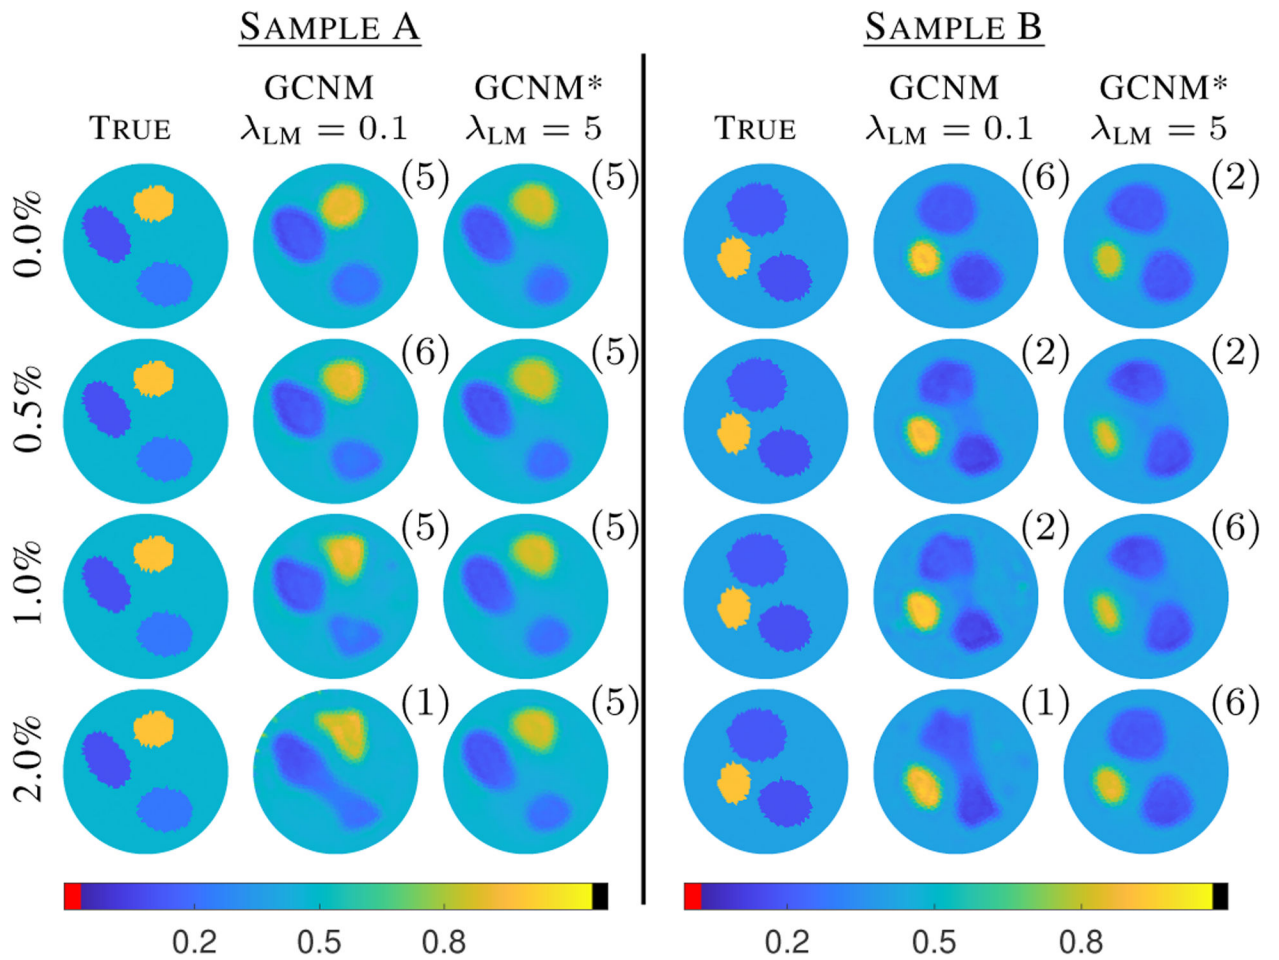 SAMPLE A SAMPLE B
GCNM GCNM* GCNM GCNM*
TRUE λLM = 0.1 λLM = 5 TRUE λLM = 0.1 λLM = 5
0.0% (5) (5) (6) (2)
0.5% (6) (5) (2) (2)
1.0% (5) (5) (2) (6)
2.0% (1) (5) (1) (6)
0.2 0.5 0.8 0.2 0.5 0.8